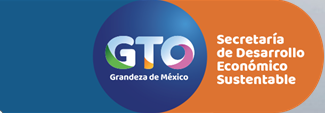 GTO
Grandeza de México
Secretaría
de Desarrollo
Económico
Sustentable